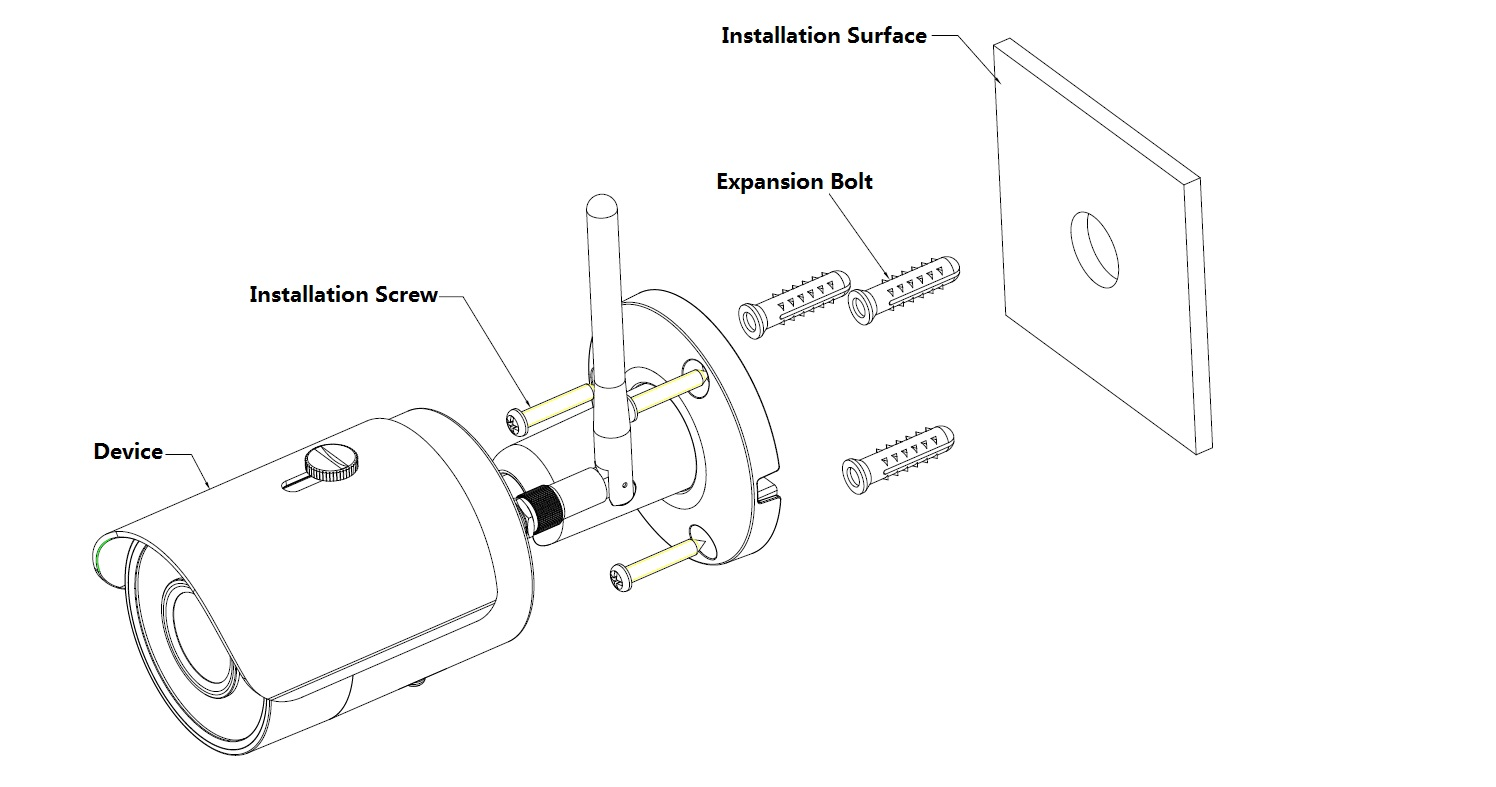 Installation Surface
Expansion Bolt
Installation Screw
Device